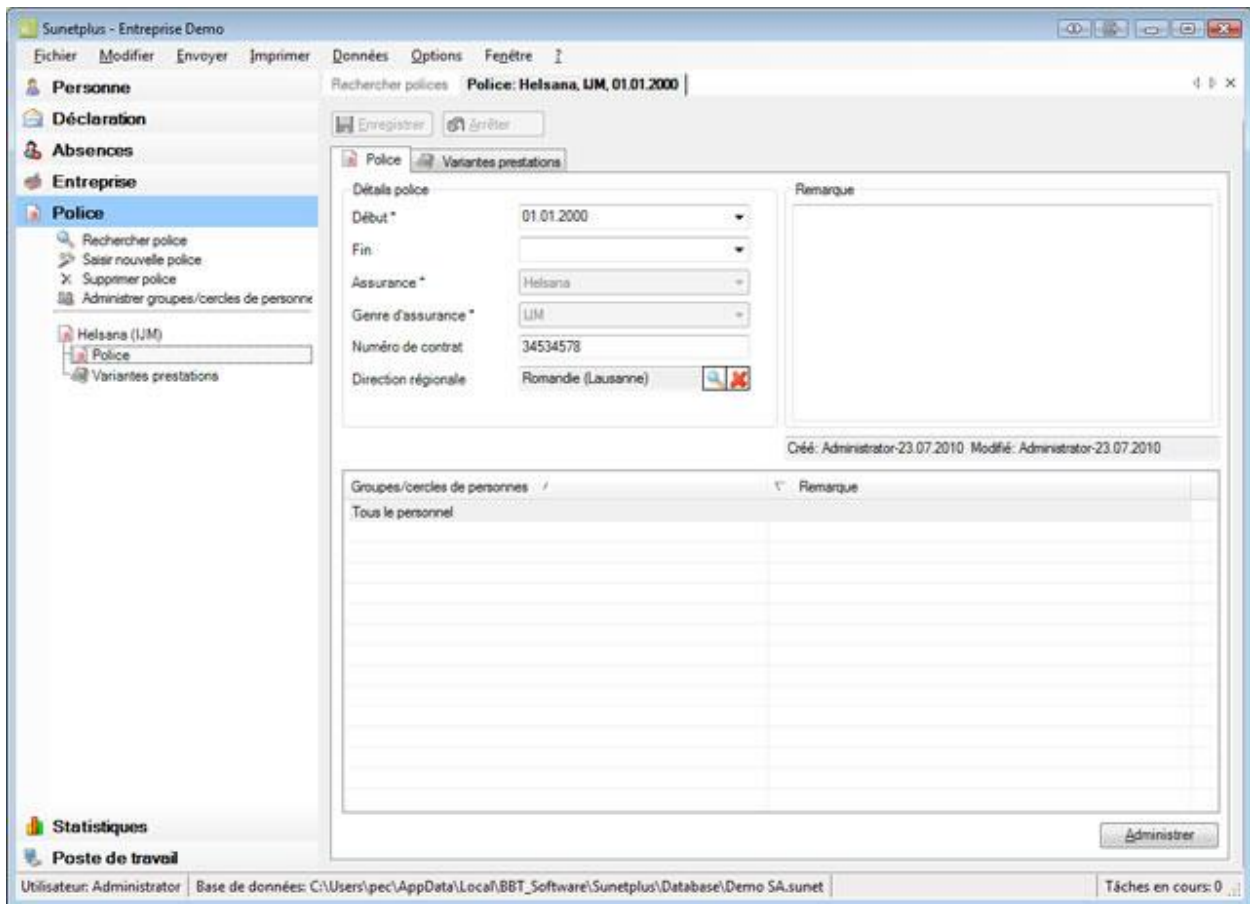 Sunetplus - Entreprise Demo
Fichier Modifier Envoyer Imprimer Données Options Fenêtre ?
Personne
Déclaration
Absences
Entreprise
Police
Rechercher police
Saisir nouvelle police
Supprimer police
Administrer groupes/cercles de personne
Helsana (IJM)
Police
Variantes prestations
Statistiques
Poste de travail
Rechercher polices Police: Helsana, IJM, 01.01.2000
Enregistrer Arrêter
Police Variantes prestations
Détails police
Début * 01.01.2000
Fin
Assurance * Helsana
Genre d'assurance * IJM
Numéro de contrat 34534578
Direction régionale Romandie (Lausanne)
Remarque
Créé: Administrator-23.07.2010 Modifié: Administrator-23.07.2010
Groupes/cercles de personnes / Remarque
Tous le personnel
Administrer
Utilisateur: Administrator Base de données: C:\Users\pec\AppData\Local\BBT_Software\Sunetplus\Database\Demo SA.sunet Tâches en cours: 0